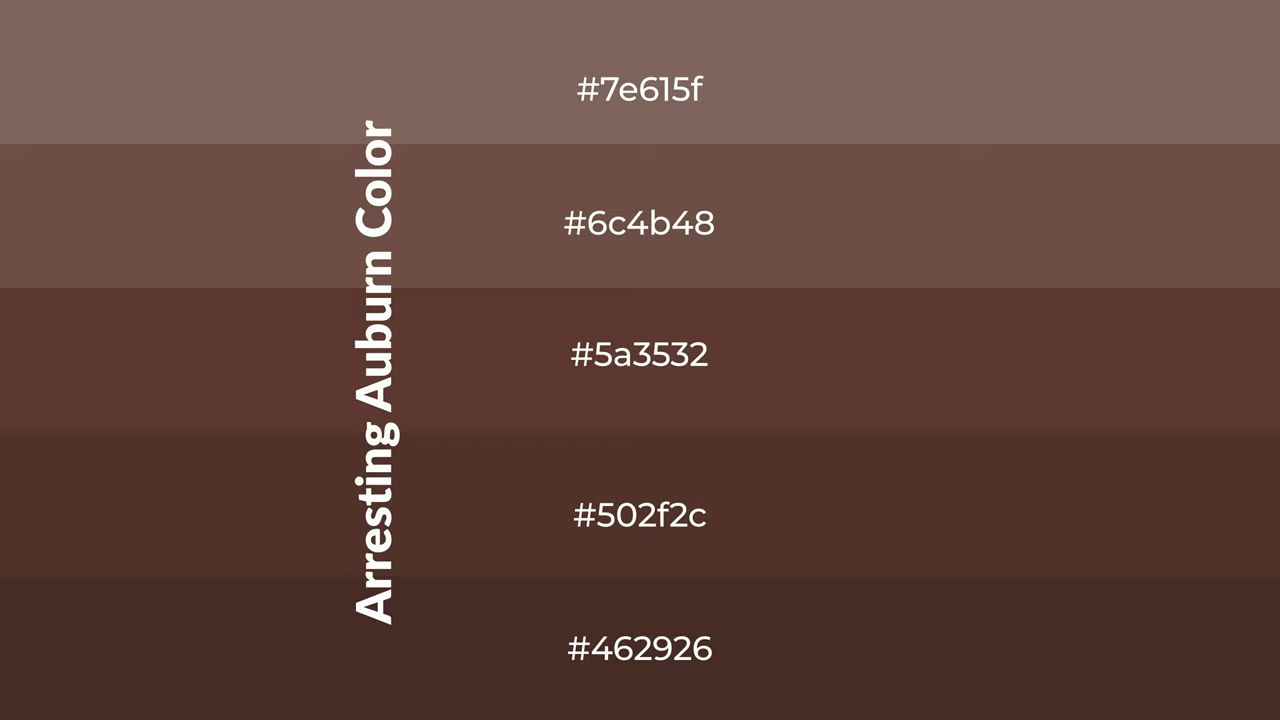 Arresting Auburn Color
#7e615f
#6c4b48
#5a3532
#502f2c
#462926